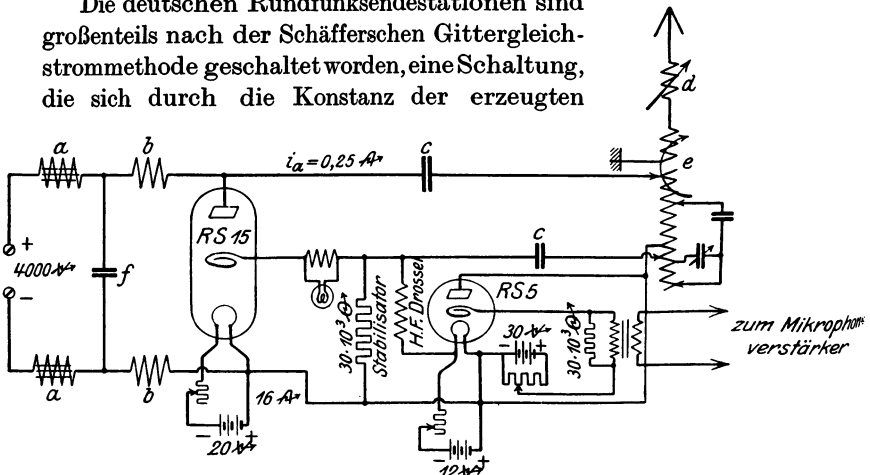 Die deutschen Rundfunksendestationen sind
großenteils nach der Schäfferschen Gittergleich-
strommethode geschaltet worden, eine Schaltung,
die sich durch die Konstanz der erzeugten
d
a
b
iₐ=0,25 A
c
e
RS 15
+
4000 V
−
f
c
RS 5
H.F. Drossel
30·10³ Ω
Stabilisator
− 30 V +
30·10³ Ω
zum Mikrophon-
verstärker
a
b
16 A
− +
20 V
− +
12 V